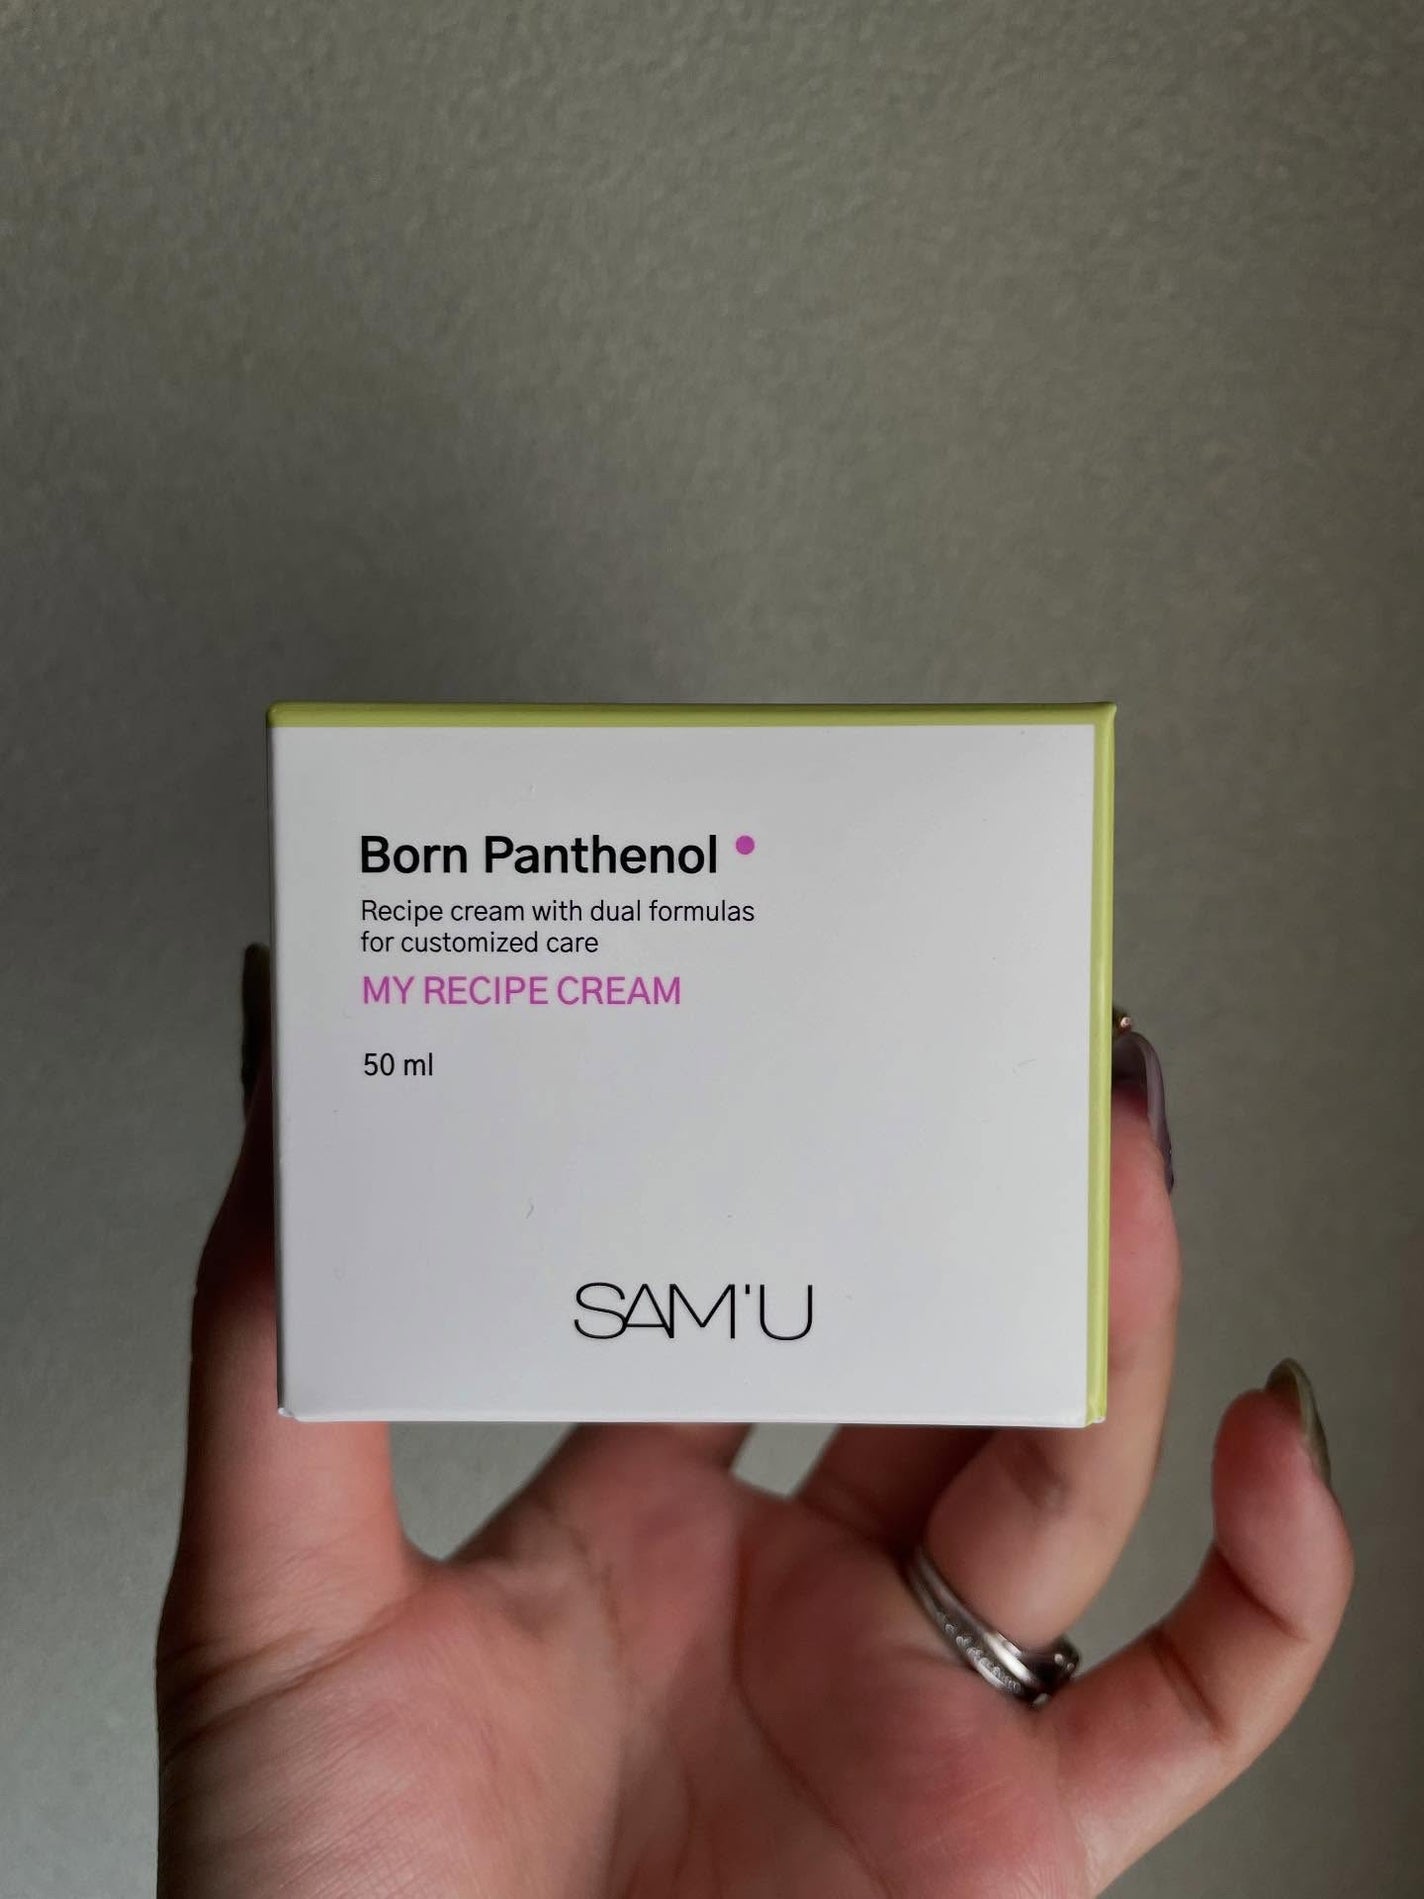 Born Panthenol
Recipe cream with dual formulas
for customized care
MY RECIPE CREAM
50 ml
SAM'U